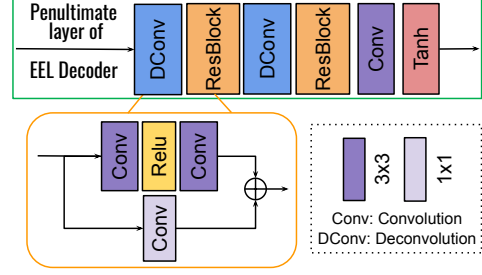 Penultimate
layer of
EEL Decoder
DConv
ResBlock
DConv
ResBlock
Conv
Tanh
Conv
Relu
Conv
Conv
3x3
1x1
Conv: Convolution
DConv: Deconvolution